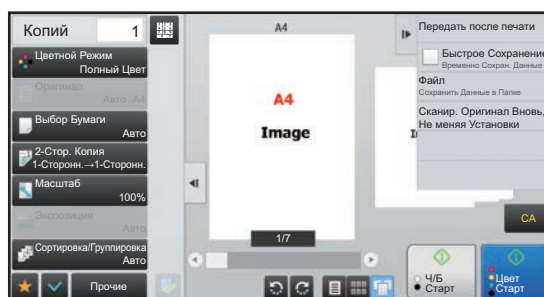 Копий 1
Цветной Режим
Полный Цвет
Оригинал
Авто A4
Выбор Бумаги
Авто
2-Стор. Копия
1-Сторонн.→1-Сторонн.
Масштаб
100%
Экспозиция
Авто
Сортировка/Группировка
Авто
Прочие
A4
A4
Image
1/7
Передать после печати
Быстрое Сохранение
Временно Сохран. Данные
Файл
Сохранить Данные в Папке
Сканир. Оригинал Вновь,
Не меняя Установки
CA
Ч/Б
Старт
Цвет
Старт